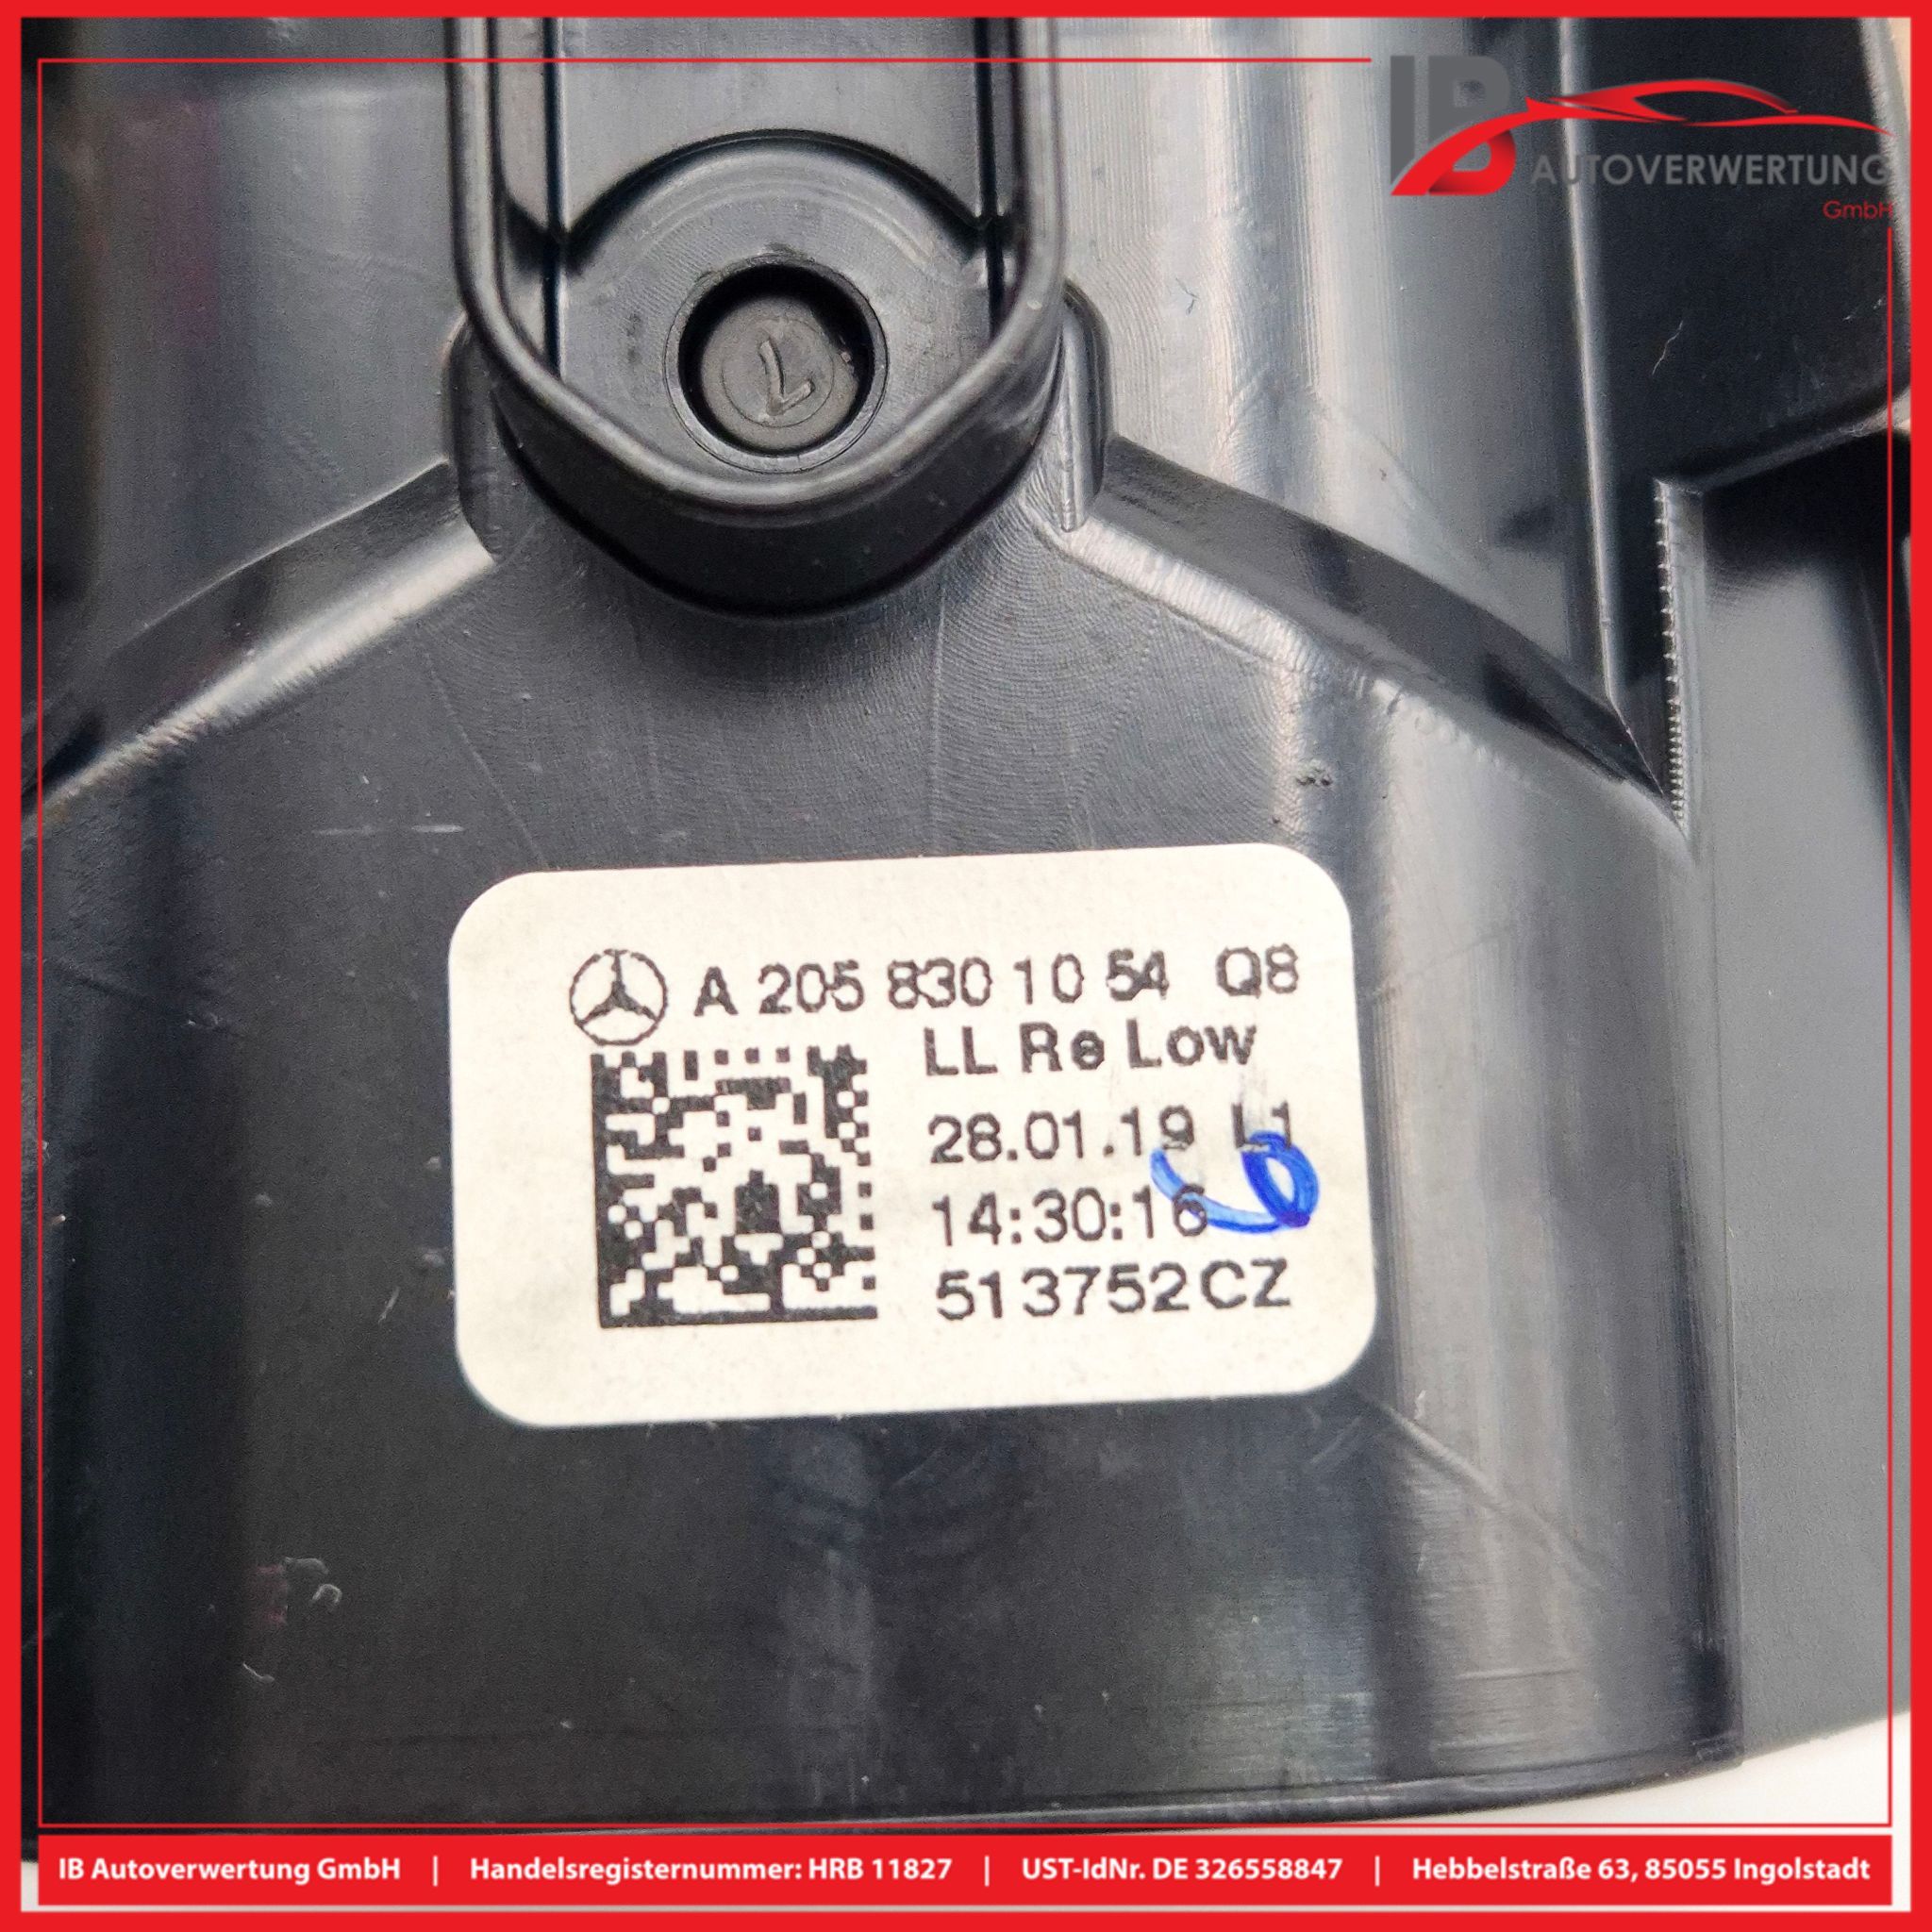 IB
AUTOVERWERTUNG
GmbH
L
A 205 830 10 54 Q8
LL Re Low
28.01.19 L1
14:30:16
513752CZ
IB Autoverwertung GmbH | Handelsregisternummer: HRB 11827 | UST-IdNr. DE 326558847 | Hebbelstraße 63, 85055 Ingolstadt